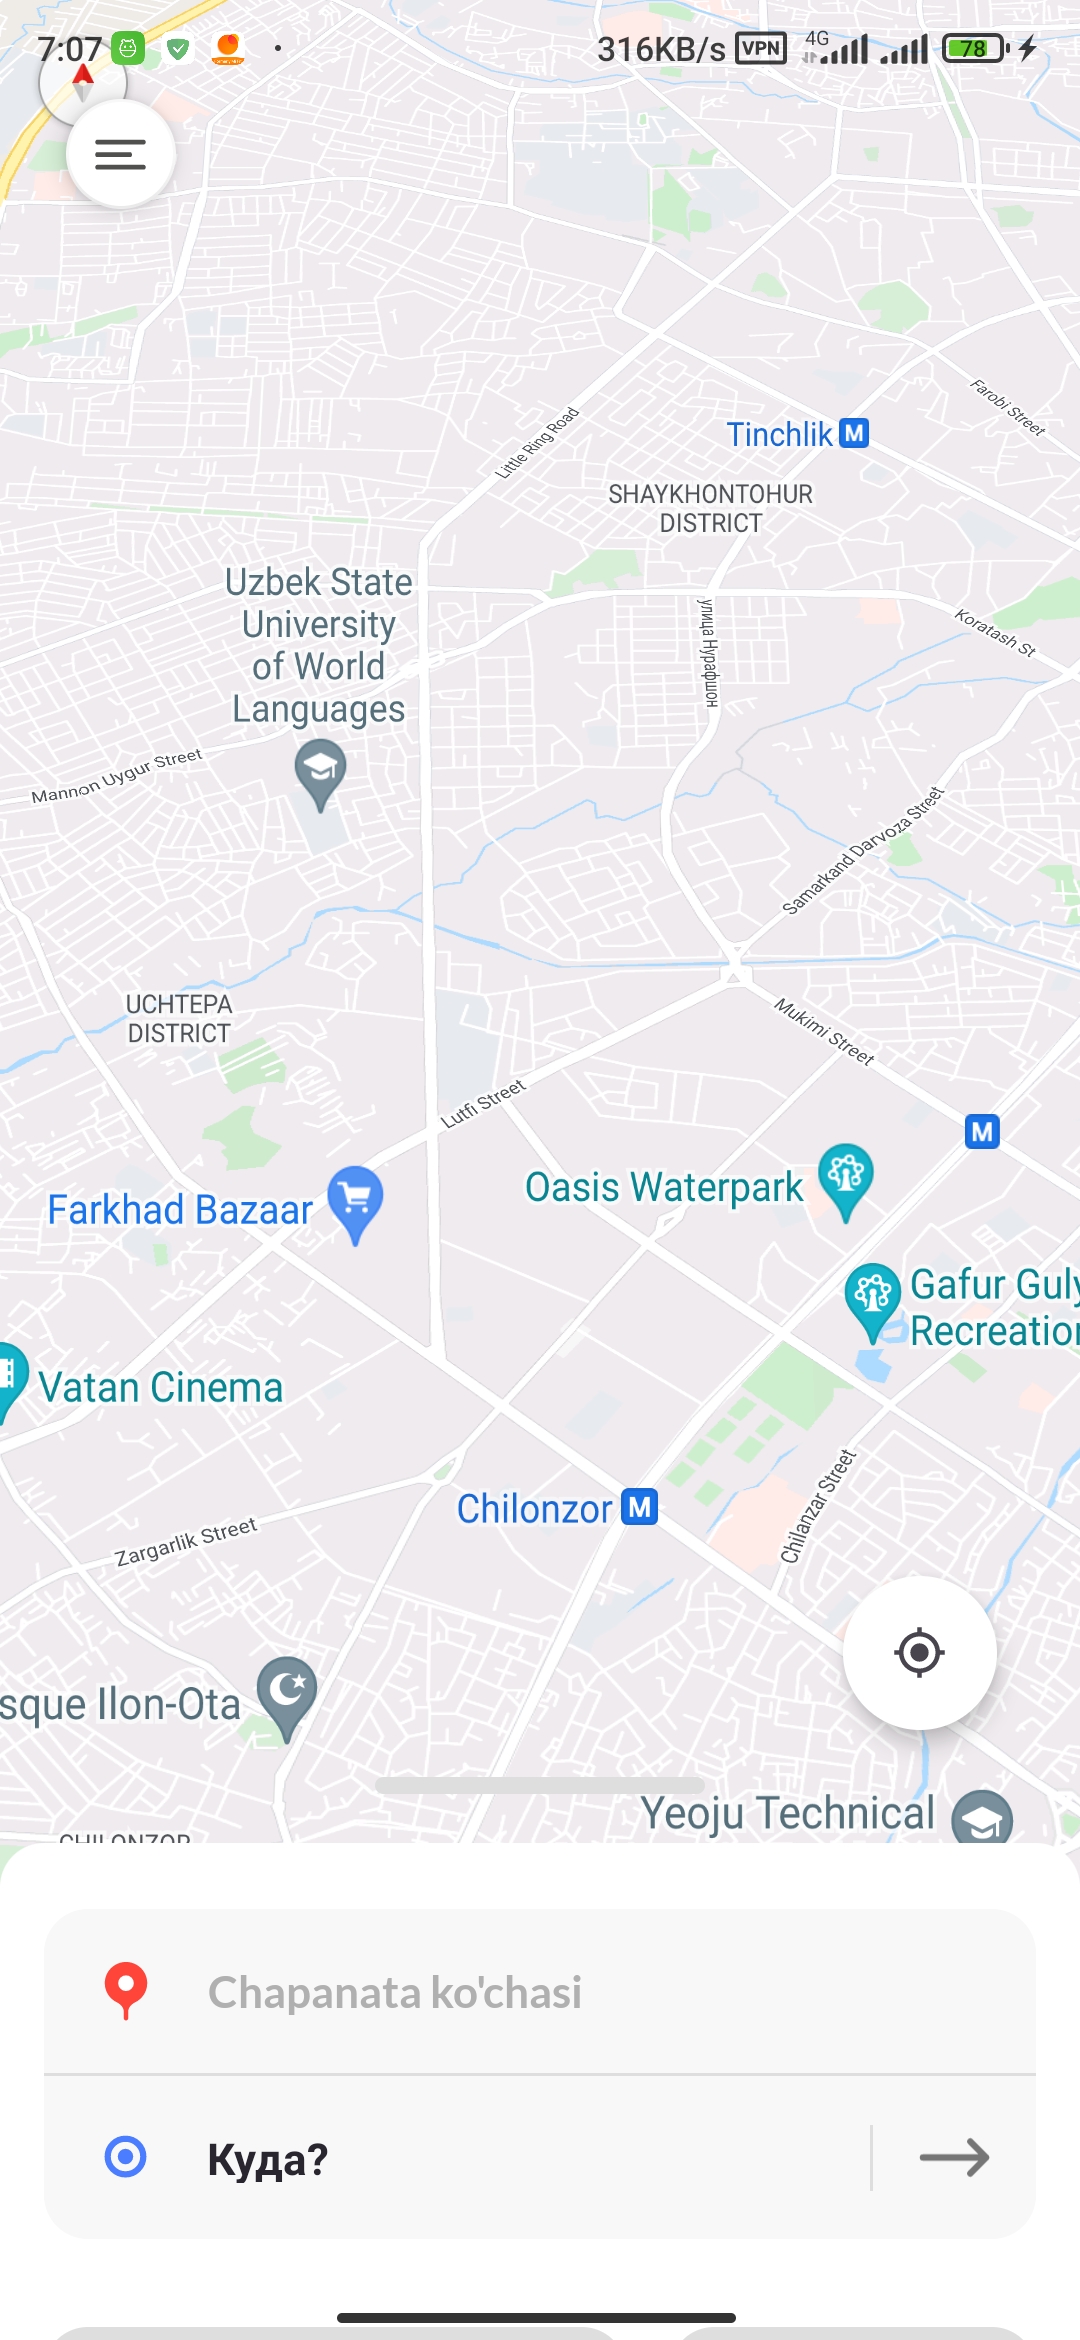 7:07
316KB/s VPN 4G 78
Little Ring Road
Farobi Street
Tinchlik M
SHAYKHONTOHUR
DISTRICT
Uzbek State
University
of World
Languages
улица Нурафшон
Koratash St
Mannon Uygur Street
Samarkand Darvoza Street
UCHTEPA
DISTRICT
Mukimi Street
Lutfi Street
M
Oasis Waterpark
Farkhad Bazaar
Gafur Guly
Recreation
Vatan Cinema
Chilanzar Street
Chilonzor M
Zargarlik Street
sque Ilon-Ota
Yeoju Technical
CHILONZOR
Chapanata ko'chasi
Куда?